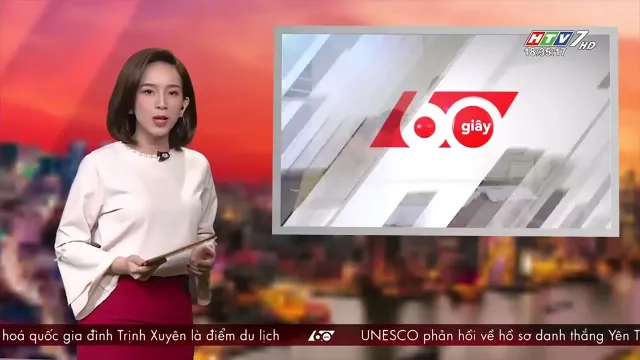 HTV7 HD
18:35:17
60 giây
hoá quốc gia đình Trịnh Xuyên là điểm du lịch 60 UNESCO phản hồi về hồ sơ danh thắng Yên T